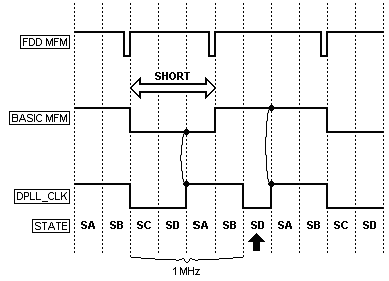 FDD MFM
SHORT
BASIC MFM
DPLL_CLK
STATE SA SB SC SD SA SB SD SA SB SC SD
1MHz